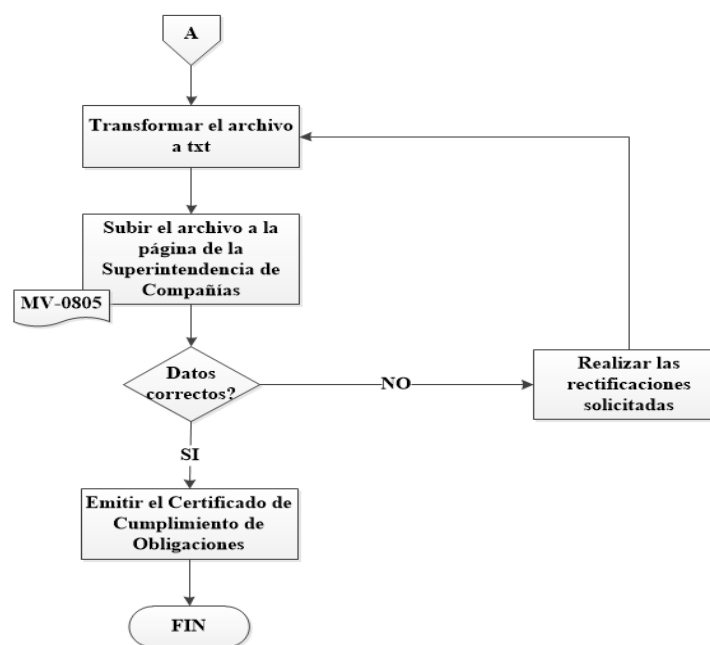 A
Transformar el archivo
a txt
Subir el archivo a la
página de la
Superintendencia de
Compañías
MV-0805
Datos
correctos?
NO
Realizar las
rectificaciones
solicitadas
SI
Emitir el Certificado de
Cumplimiento de
Obligaciones
FIN